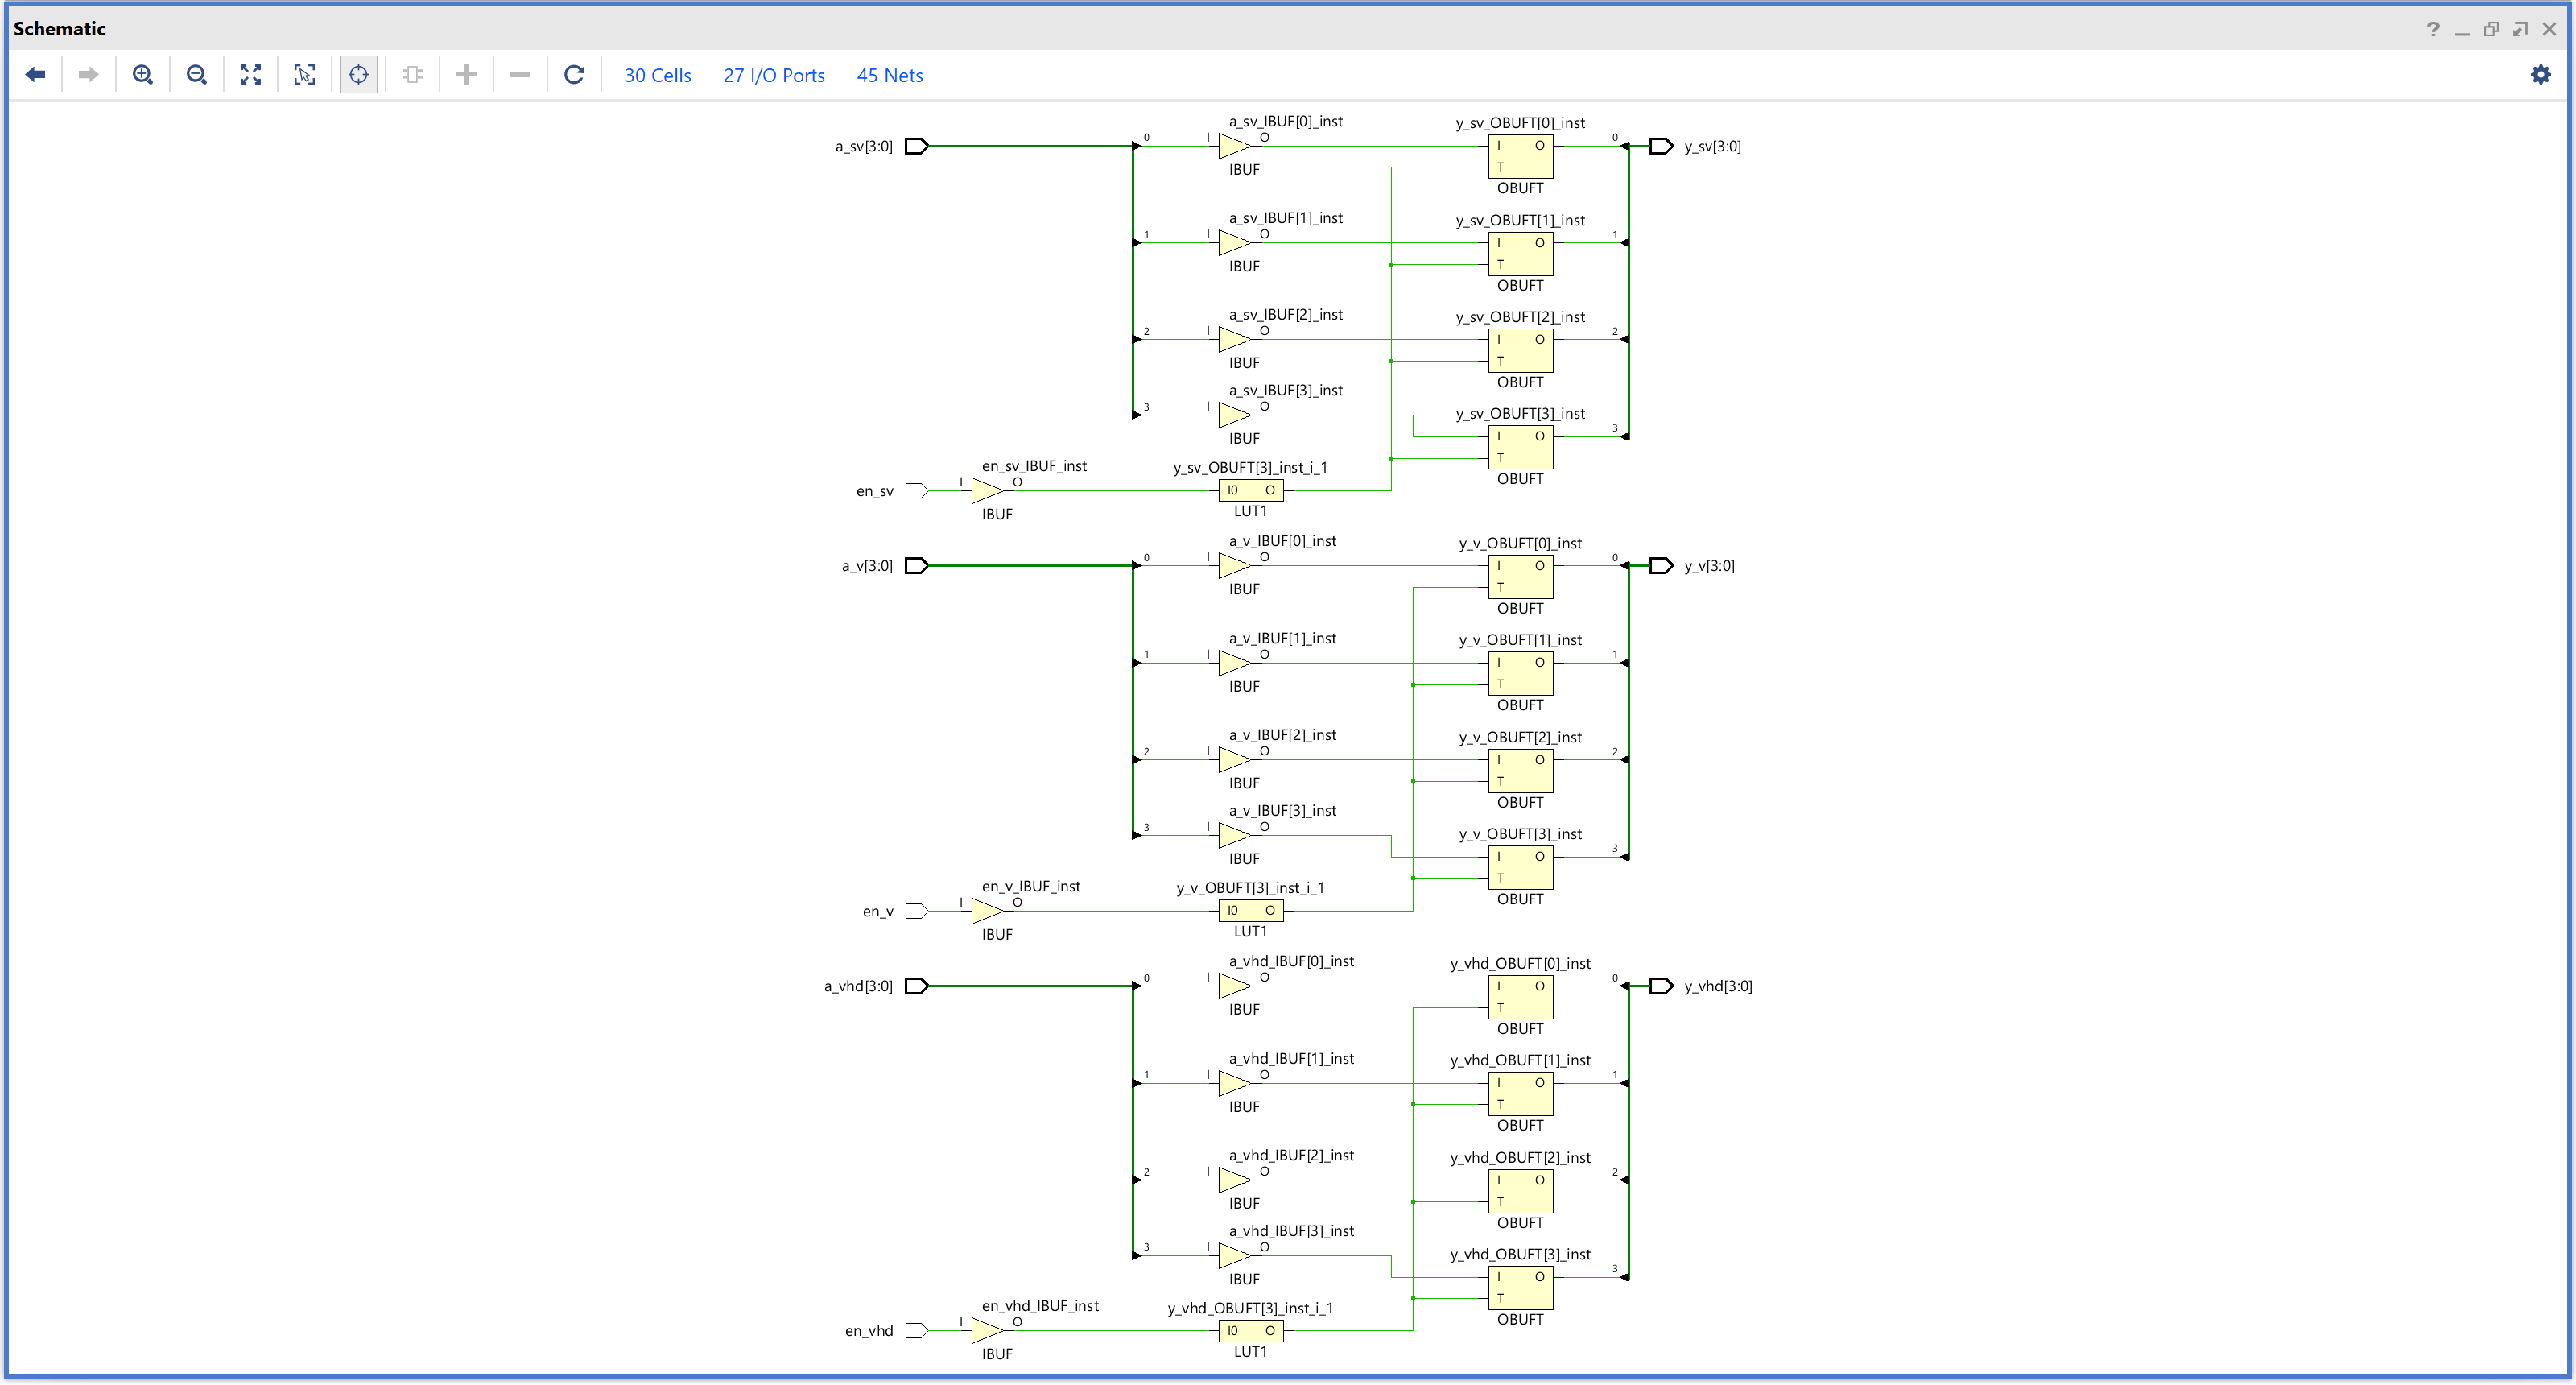 Schematic
30 Cells 27 I/O Ports 45 Nets
a_sv[3:0]
0
I
a_sv_IBUF[0]_inst
O
IBUF
y_sv_OBUFT[0]_inst
I O
T
OBUFT
0
y_sv[3:0]
1
I
a_sv_IBUF[1]_inst
O
IBUF
y_sv_OBUFT[1]_inst
I O
T
OBUFT
1
2
I
a_sv_IBUF[2]_inst
O
IBUF
y_sv_OBUFT[2]_inst
I O
T
OBUFT
2
3
I
a_sv_IBUF[3]_inst
O
IBUF
y_sv_OBUFT[3]_inst
I O
T
OBUFT
3
en_sv
I
en_sv_IBUF_inst
O
IBUF
y_sv_OBUFT[3]_inst_i_1
I0 O
LUT1
a_v[3:0]
0
I
a_v_IBUF[0]_inst
O
IBUF
y_v_OBUFT[0]_inst
I O
T
OBUFT
0
y_v[3:0]
1
I
a_v_IBUF[1]_inst
O
IBUF
y_v_OBUFT[1]_inst
I O
T
OBUFT
1
2
I
a_v_IBUF[2]_inst
O
IBUF
y_v_OBUFT[2]_inst
I O
T
OBUFT
2
3
I
a_v_IBUF[3]_inst
O
IBUF
y_v_OBUFT[3]_inst
I O
T
OBUFT
3
en_v
I
en_v_IBUF_inst
O
IBUF
y_v_OBUFT[3]_inst_i_1
I0 O
LUT1
a_vhd[3:0]
0
I
a_vhd_IBUF[0]_inst
O
IBUF
y_vhd_OBUFT[0]_inst
I O
T
OBUFT
0
y_vhd[3:0]
1
I
a_vhd_IBUF[1]_inst
O
IBUF
y_vhd_OBUFT[1]_inst
I O
T
OBUFT
1
2
I
a_vhd_IBUF[2]_inst
O
IBUF
y_vhd_OBUFT[2]_inst
I O
T
OBUFT
2
3
I
a_vhd_IBUF[3]_inst
O
IBUF
y_vhd_OBUFT[3]_inst
I O
T
OBUFT
3
en_vhd
I
en_vhd_IBUF_inst
O
IBUF
y_vhd_OBUFT[3]_inst_i_1
I0 O
LUT1